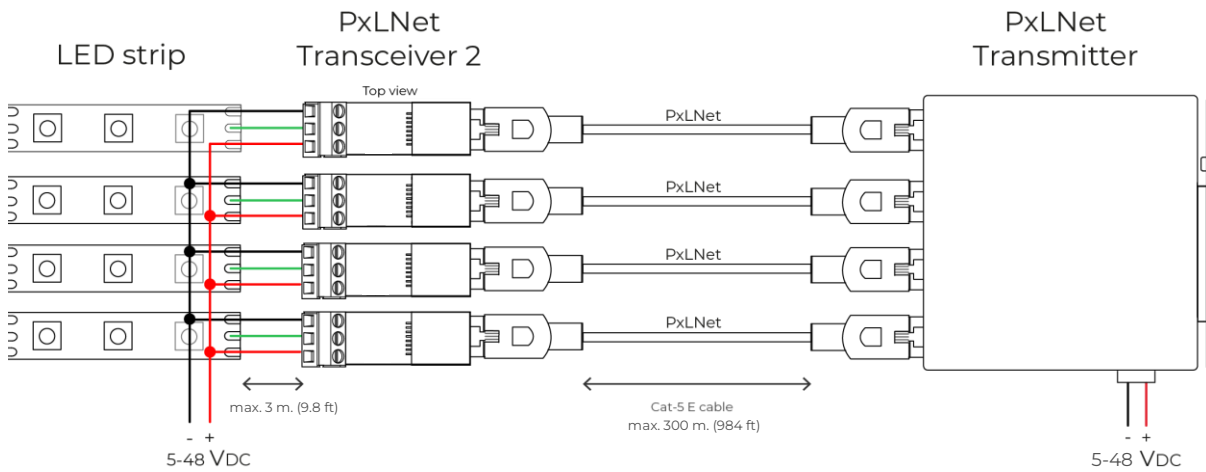 LED strip
PxLNet
Transceiver 2
PxLNet
Transmitter
Top view
PxLNet
PxLNet
PxLNet
PxLNet
max. 3 m. (9.8 ft)
Cat-5 E cable
max. 300 m. (984 ft)
- +
5-48 VDC
- +
5-48 VDC